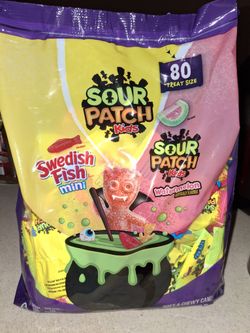 80
TREAT SIZE
SOUR
PATCH
Kids
Swedish
Fish
mini
SOUR
PATCH
Kids
Watermelon